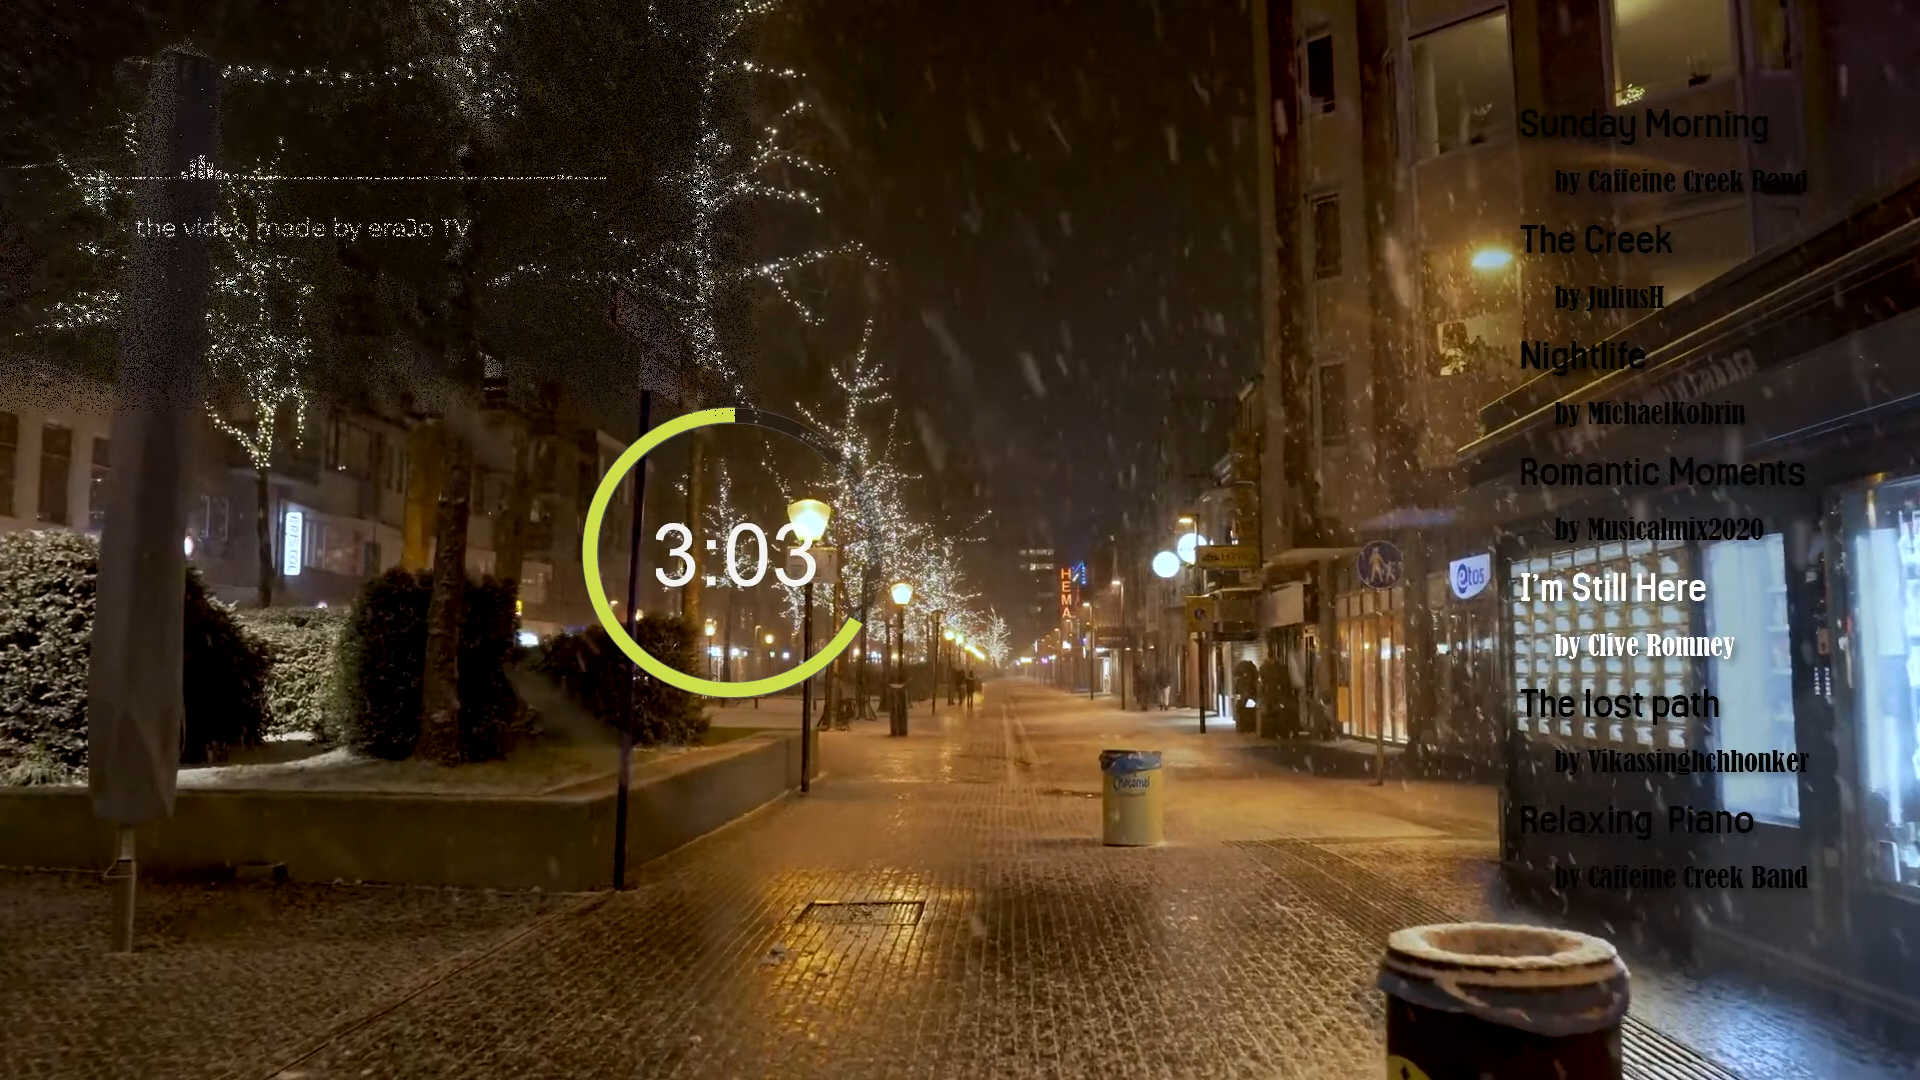 the video made by eraJo TV
3:03
Sunday Morning
by Caffeine Creek Band
The Creek
by JuliusH
Nightlife
by MichaelKobrin
Romantic Moments
by Musicalmix2020
I'm Still Here
by Clive Romney
The lost path
by Vikassinghchhonker
Relaxing Piano
by Caffeine Creek Band
BRISTOL
HEMA
etos
Chocomel